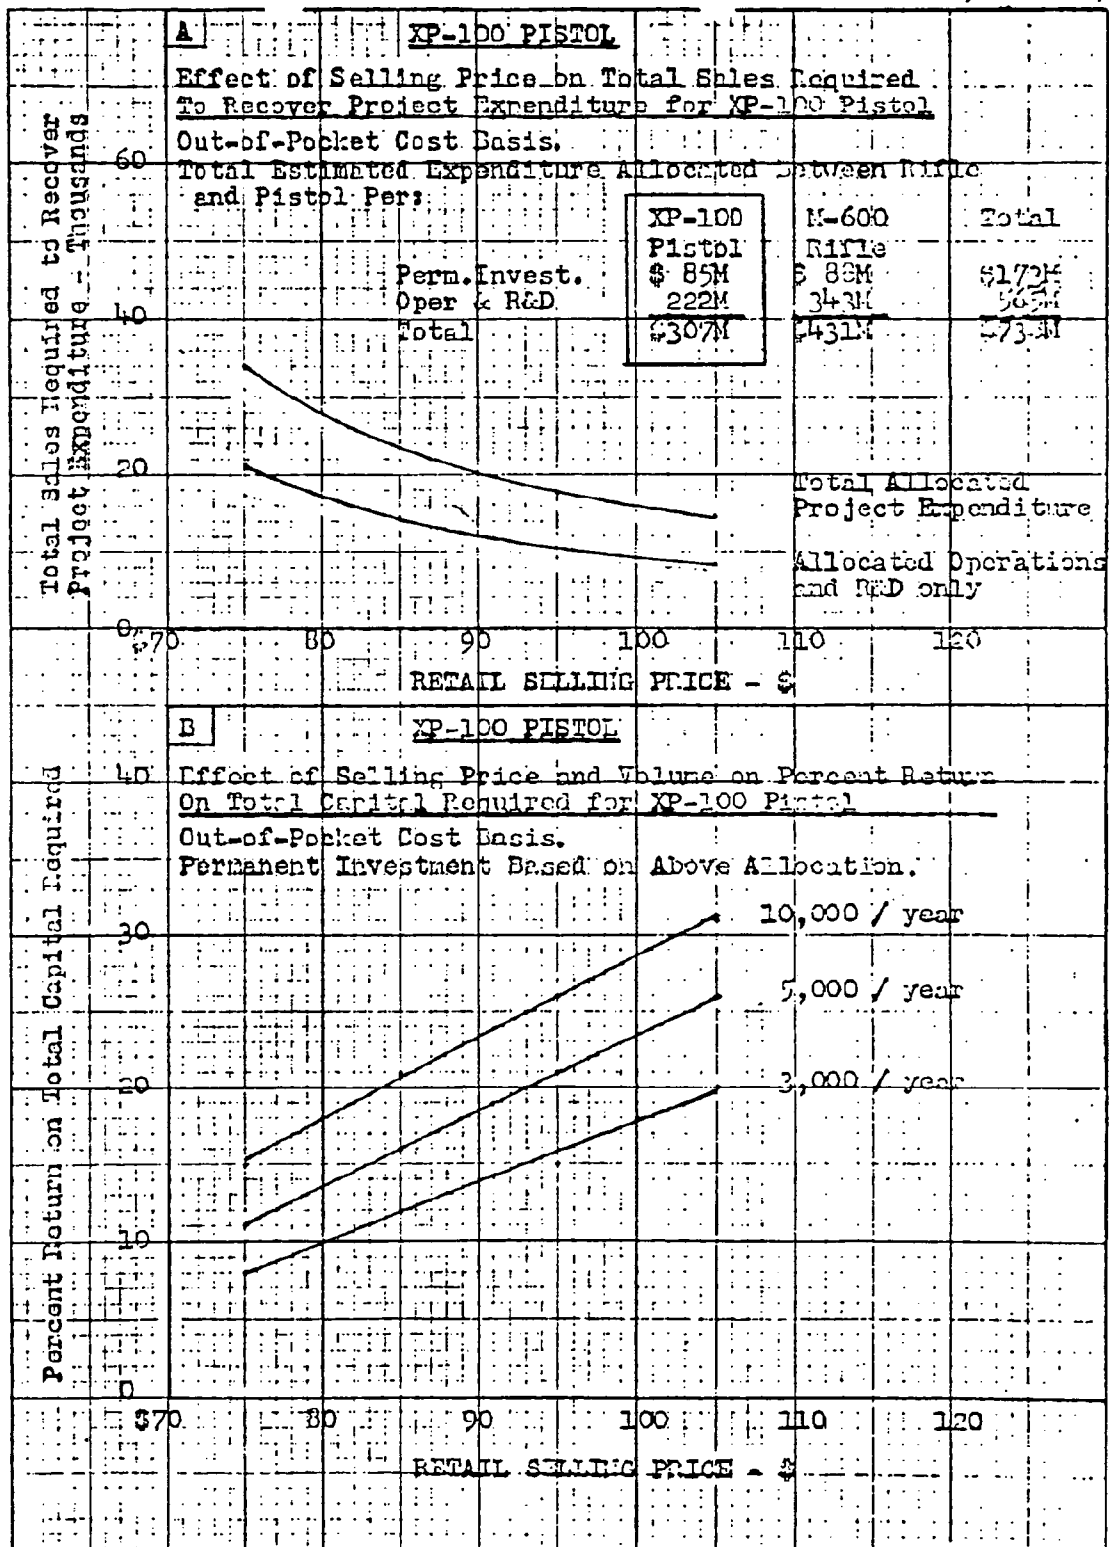 A
XP-100 PISTOL
Effect of Selling Price on Total Sales Required
To Recover Project Expenditure for XP-100 Pistol
Out-of-Pocket Cost Basis.
Total Estimated Expenditure Allocated Between Rifle
and Pistol Per:
XP-100 M-600 Total
Pistol Rifle
Perm.Invest. $ 85M $ 88M $173M
Oper & R&D 222M 343M
Total $307M $431M
Total Sales Required to Recover
Project Expenditure - Thousands
60
40
20
0
Total Allocated
Project Expenditure
Allocated Operations
and R&D only
$70 80 90 100 110 120
RETAIL SELLING PRICE - $
B
XP-100 PISTOL
Effect of Selling Price and Volume on Percent Return
On Total Capital Required for XP-100 Pistol
Out-of-Pocket Cost Basis.
Permanent Investment Based on Above Allocation.
Percent Return on Total Capital Required
40
30
20
10
0
10,000 / year
5,000 / year
3,000 / year
$70 80 90 100 110 120
RETAIL SELLING PRICE - $